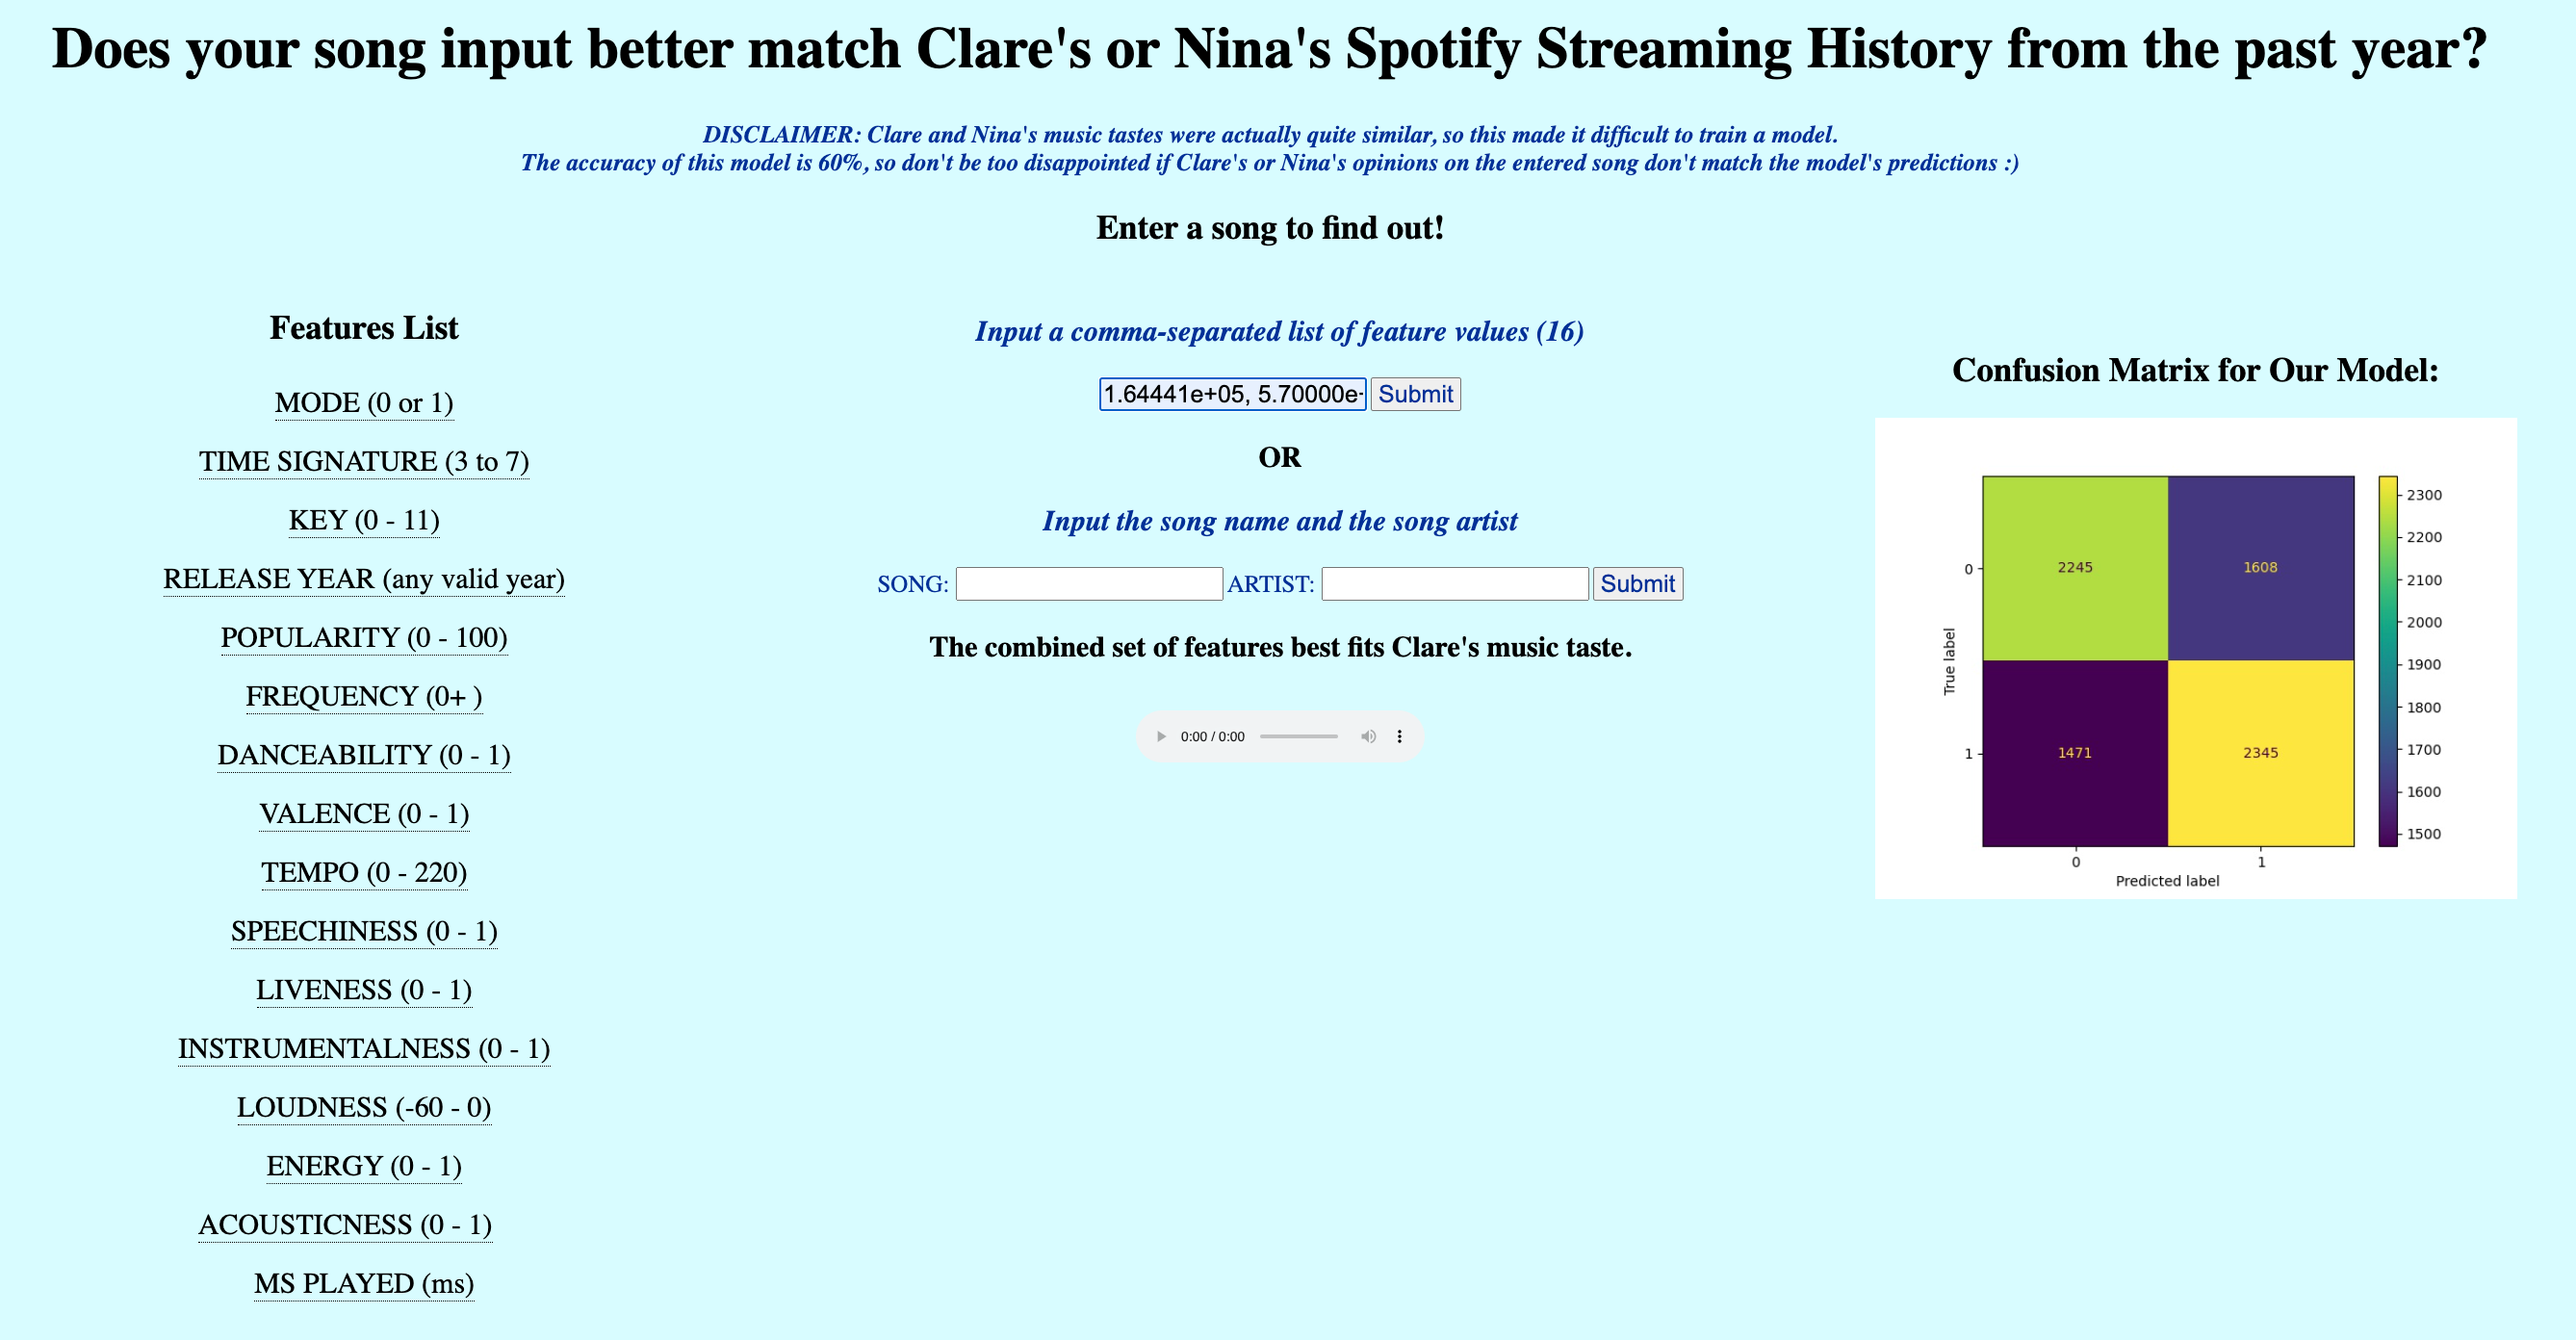 Does your song input better match Clare's or Nina's Spotify Streaming History from the past year?
DISCLAIMER: Clare and Nina's music tastes were actually quite similar, so this made it difficult to train a model.
The accuracy of this model is 60%, so don't be too disappointed if Clare's or Nina's opinions on the entered song don't match the model's predictions :)
Enter a song to find out!
Features List
MODE (0 or 1)
TIME SIGNATURE (3 to 7)
KEY (0 - 11)
RELEASE YEAR (any valid year)
POPULARITY (0 - 100)
FREQUENCY (0+ )
DANCEABILITY (0 - 1)
VALENCE (0 - 1)
TEMPO (0 - 220)
SPEECHINESS (0 - 1)
LIVENESS (0 - 1)
INSTRUMENTALNESS (0 - 1)
LOUDNESS (-60 - 0)
ENERGY (0 - 1)
ACOUSTICNESS (0 - 1)
MS PLAYED (ms)
Input a comma-separated list of feature values (16)
1.64441e+05, 5.70000e- Submit
OR
Input the song name and the song artist
SONG: ARTIST: Submit
The combined set of features best fits Clare's music taste.
0:00 / 0:00
Confusion Matrix for Our Model:
True label
0
2245 1608
1
1471 2345
0 1
Predicted label
2300
2200
2100
2000
1900
1800
1700
1600
1500